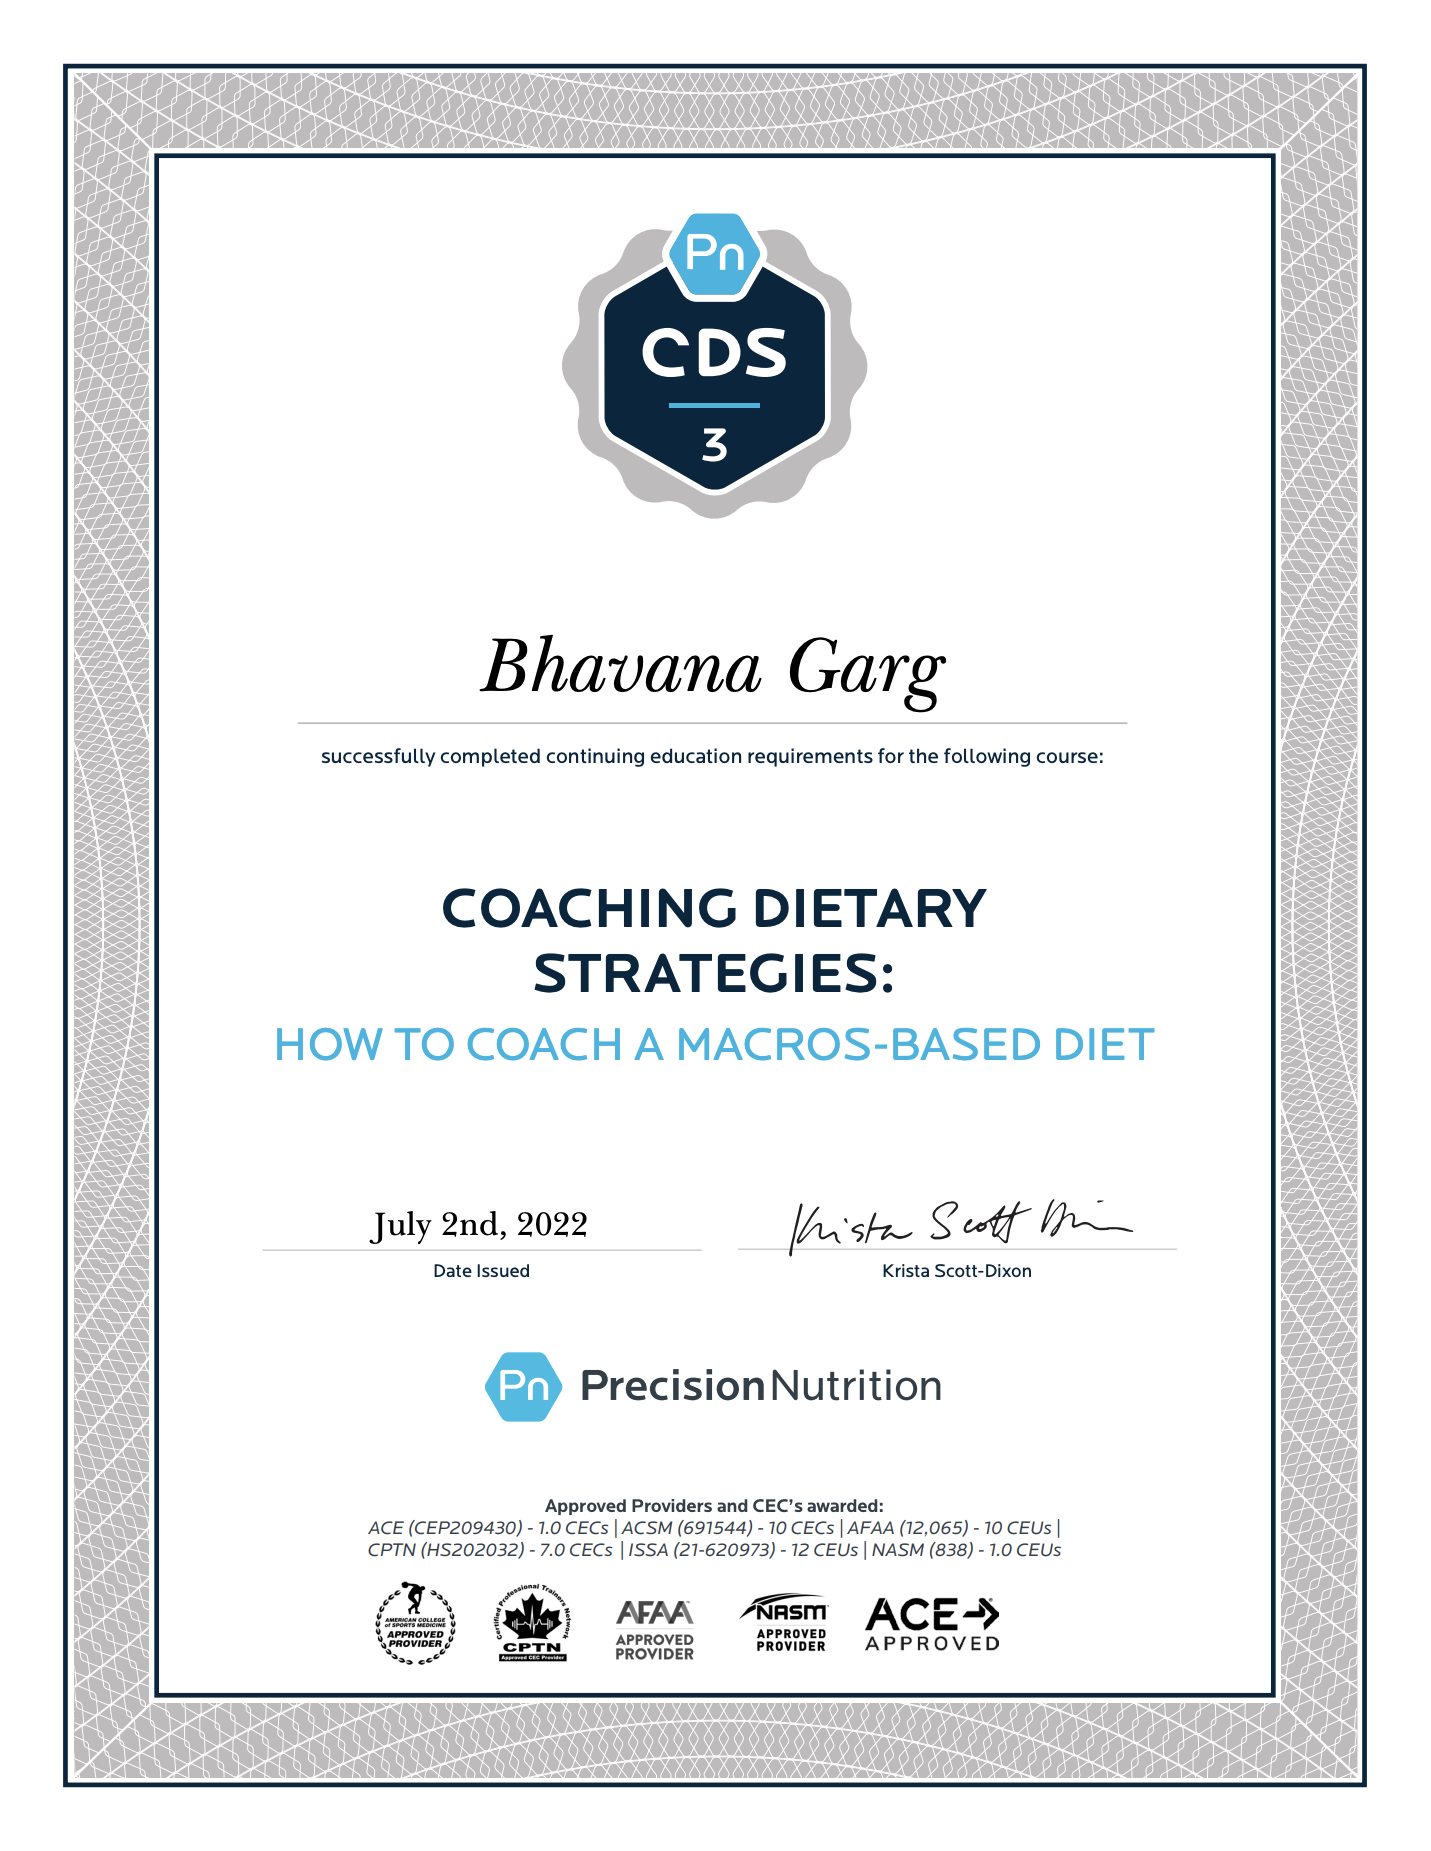 Pn
CDS
3
Bhavana Garg
successfully completed continuing education requirements for the following course:
COACHING DIETARY
STRATEGIES:
HOW TO COACH A MACROS-BASED DIET
July 2nd, 2022
Krista Scott Dixon
Date Issued
Krista Scott-Dixon
Pn PrecisionNutrition
Approved Providers and CEC's awarded:
ACE (CEP209430) - 1.0 CECs | ACSM (691544) - 10 CECs | AFAA (12,065) - 10 CEUs |
CPTN (HS202032) - 7.0 CECs | ISSA (21-620973) - 12 CEUs | NASM (838) - 1.0 CEUs
AMERICAN COLLEGE
of SPORTS MEDICINE
APPROVED
PROVIDER
Certified Professional Trainers Network
CPTN
Approved CEC Provider
AFAA
APPROVED
PROVIDER
NASM
APPROVED
PROVIDER
ACE
APPROVED